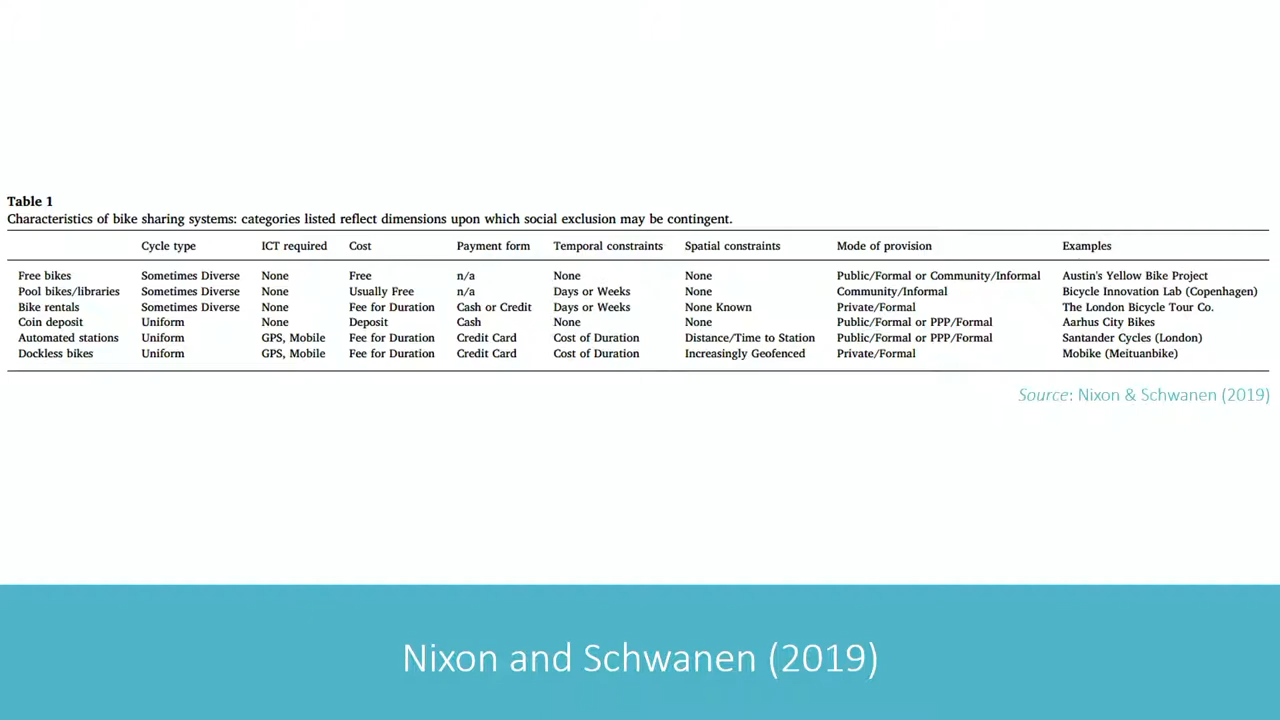 Table 1
Characteristics of bike sharing systems: categories listed reflect dimensions upon which social exclusion may be contingent.
Cycle type ICT required Cost Payment form Temporal constraints Spatial constraints Mode of provision Examples
Free bikes Sometimes Diverse None Free n/a None None Public/Formal or Community/Informal Austin's Yellow Bike Project
Pool bikes/libraries Sometimes Diverse None Usually Free n/a Days or Weeks None Community/Informal Bicycle Innovation Lab (Copenhagen)
Bike rentals Sometimes Diverse None Fee for Duration Cash or Credit Days or Weeks None Known Private/Formal The London Bicycle Tour Co.
Coin deposit Uniform None Deposit Cash None None Public/Formal or PPP/Formal Aarhus City Bikes
Automated stations Uniform GPS, Mobile Fee for Duration Credit Card Cost of Duration Distance/Time to Station Public/Formal or PPP/Formal Santander Cycles (London)
Dockless bikes Uniform GPS, Mobile Fee for Duration Credit Card Cost of Duration Increasingly Geofenced Private/Formal Mobike (Meituanbike)
Source: Nixon & Schwanen (2019)
Nixon and Schwanen (2019)